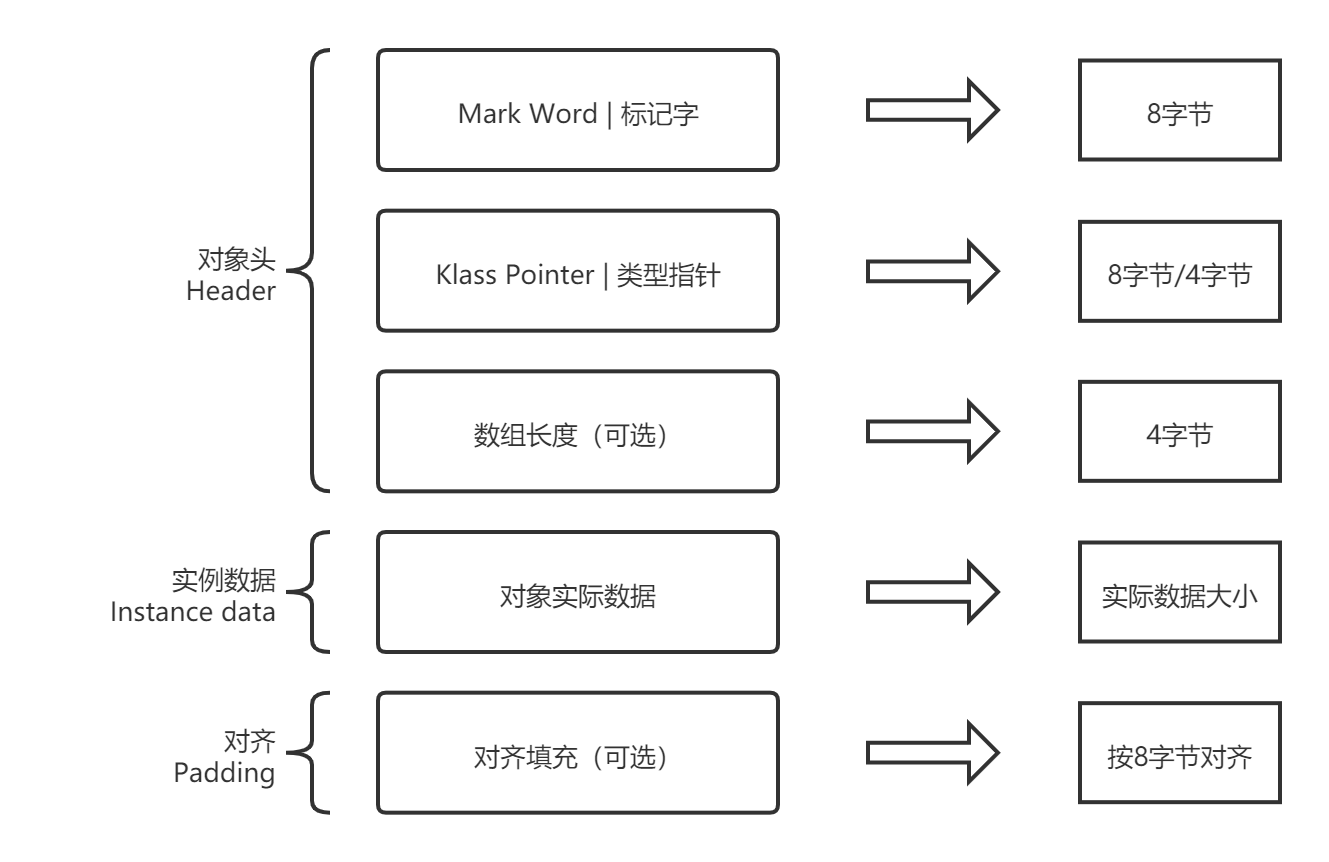 Mark Word | 标记字
8字节
对象头
Header
Klass Pointer | 类型指针
8字节/4字节
数组长度（可选）
4字节
实例数据
Instance data
对象实际数据
实际数据大小
对齐
Padding
对齐填充（可选）
按8字节对齐